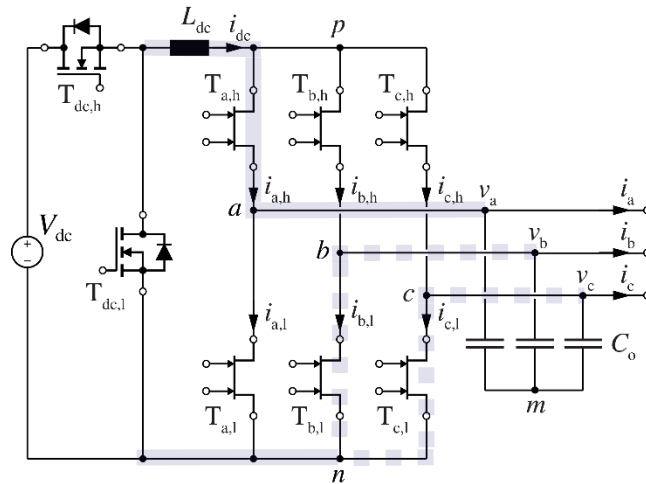 L_dc
i_dc
p
T_dc,h
T_a,h
T_b,h
T_c,h
i_a,h
i_b,h
i_c,h
v_a
i_a
a
V_dc
+
−
b
v_b
i_b
T_dc,l
c
v_c
i_c
i_a,l
i_b,l
i_c,l
C_o
T_a,l
T_b,l
T_c,l
m
n